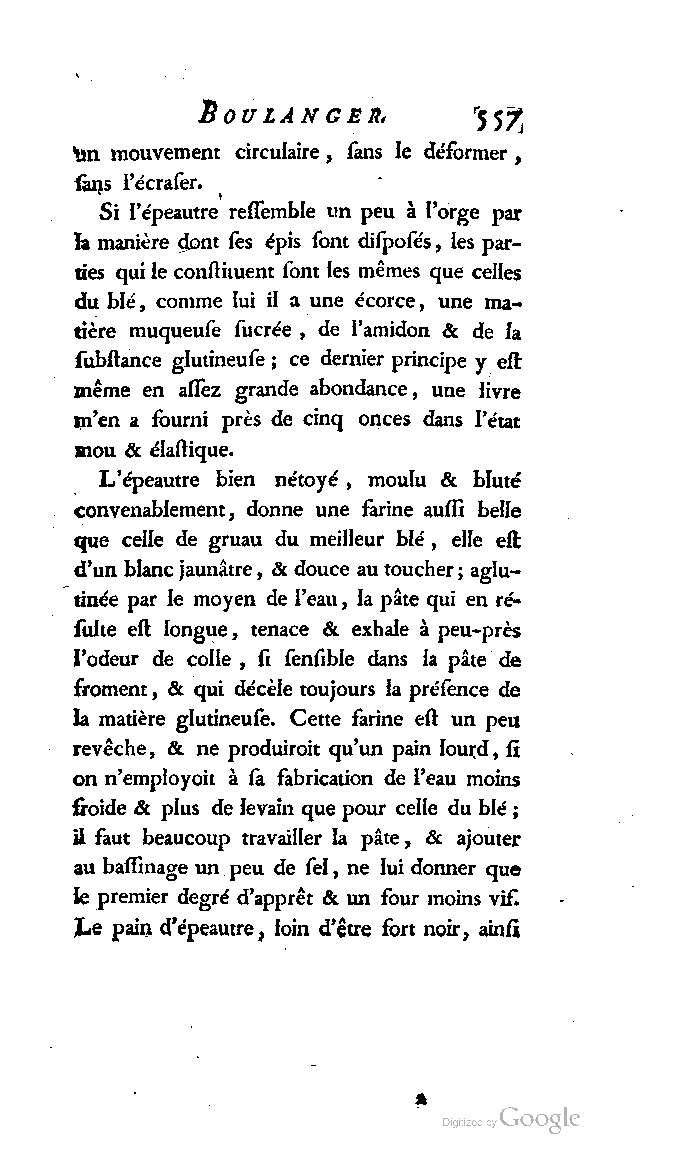 BOULANGER. 557
un mouvement circulaire, ſans le déformer,
ſans l'écraſer.
Si l'épeautre reſſemble un peu à l'orge par
la manière dont ſes épis ſont diſpoſés, les par-
ties qui le conſtituent ſont les mêmes que celles
du blé, comme lui il a une écorce, une ma-
tière muqueuſe ſucrée, de l'amidon & de la
ſubſtance glutineuſe; ce dernier principe y eſt
même en aſſez grande abondance, une livre
m'en a fourni près de cinq onces dans l'état
mou & élaſtique.
L'épeautre bien nétoyé, moulu & bluté
convenablement, donne une farine auſſi belle
que celle de gruau du meilleur blé, elle eſt
d'un blanc jaunâtre, & douce au toucher; aglu-
tinée par le moyen de l'eau, la pâte qui en ré-
ſulte eſt longue, tenace & exhale à peu-près
l'odeur de colle, ſi ſenſible dans la pâte de
froment, & qui décèle toujours la préſence de
la matière glutineuſe. Cette farine eſt un peu
revêche, & ne produiroit qu'un pain lourd, ſi
on n'employoit à ſa fabrication de l'eau moins
froide & plus de levain que pour celle du blé;
il faut beaucoup travailler la pâte, & ajouter
au baſſinage un peu de ſel, ne lui donner que
le premier degré d'apprêt & un four moins vif.
Le pain d'épeautre, loin d'être fort noir, ainſi
Digitized by Google